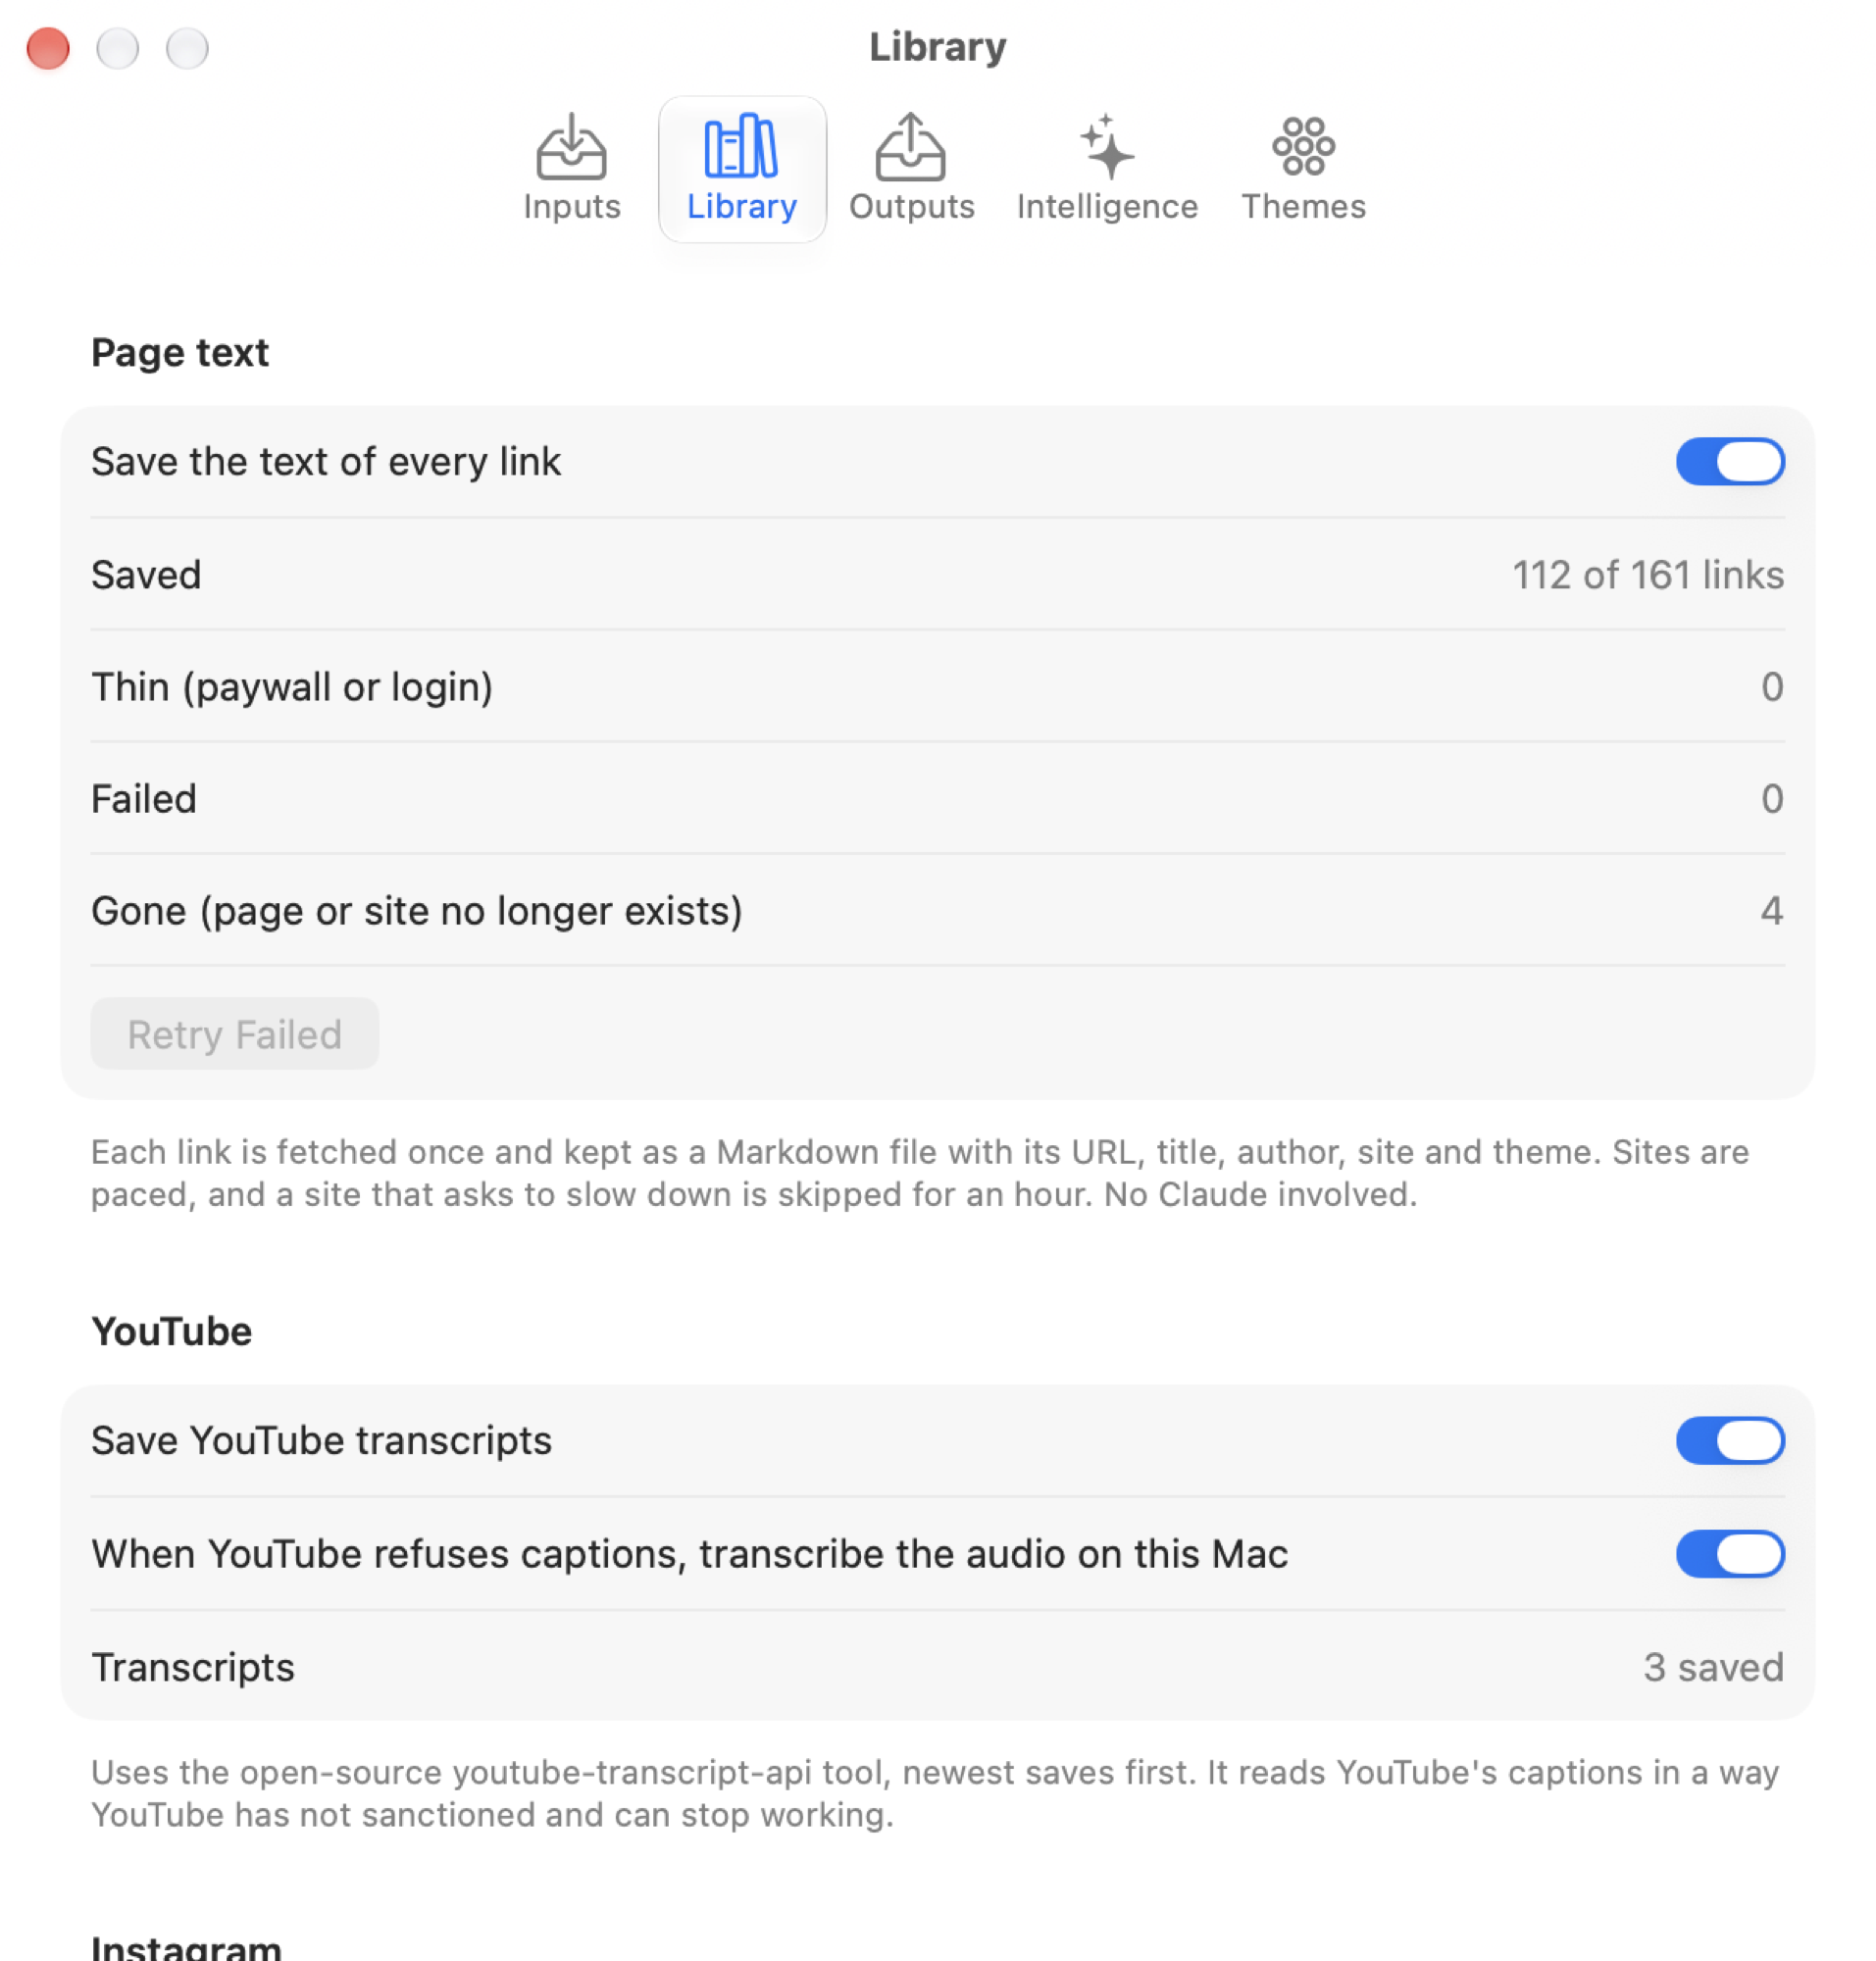 Library
Inputs
Library
Outputs
Intelligence
Themes
Page text
Save the text of every link
Saved
112 of 161 links
Thin (paywall or login)
0
Failed
0
Gone (page or site no longer exists)
4
Retry Failed
Each link is fetched once and kept as a Markdown file with its URL, title, author, site and theme. Sites are
paced, and a site that asks to slow down is skipped for an hour. No Claude involved.
YouTube
Save YouTube transcripts
When YouTube refuses captions, transcribe the audio on this Mac
Transcripts
3 saved
Uses the open-source youtube-transcript-api tool, newest saves first. It reads YouTube's captions in a way
YouTube has not sanctioned and can stop working.
Instagram